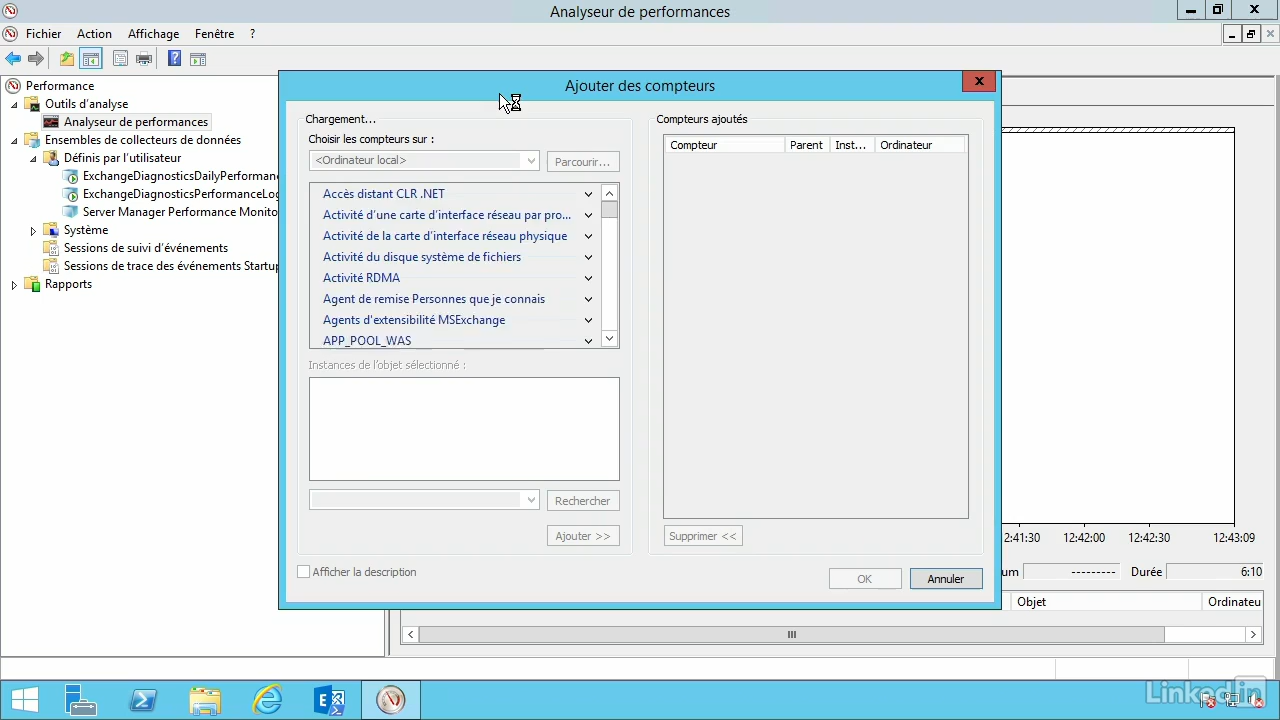 Analyseur de performances
Fichier Action Affichage Fenêtre ?
Performance
Outils d'analyse
Analyseur de performances
Ensembles de collecteurs de données
Définis par l'utilisateur
ExchangeDiagnosticsDailyPerforman
ExchangeDiagnosticsPerformanceLog
Server Manager Performance Monito
Système
Sessions de suivi d'événements
Sessions de trace des événements Startup
Rapports
Ajouter des compteurs
Chargement...
Choisir les compteurs sur :
<Ordinateur local>
Parcourir...
Accès distant CLR .NET
Activité d'une carte d'interface réseau par pro...
Activité de la carte d'interface réseau physique
Activité du disque système de fichiers
Activité RDMA
Agent de remise Personnes que je connais
Agents d'extensibilité MSExchange
APP_POOL_WAS
Instances de l'objet sélectionné :
Rechercher
Ajouter >>
Afficher la description
Compteurs ajoutés
Compteur Parent Inst... Ordinateur
Supprimer <<
OK Annuler
2:41:30 12:42:00 12:42:30 12:43:09
um --------- Durée 6:10
Objet Ordinateu
LinkedIn